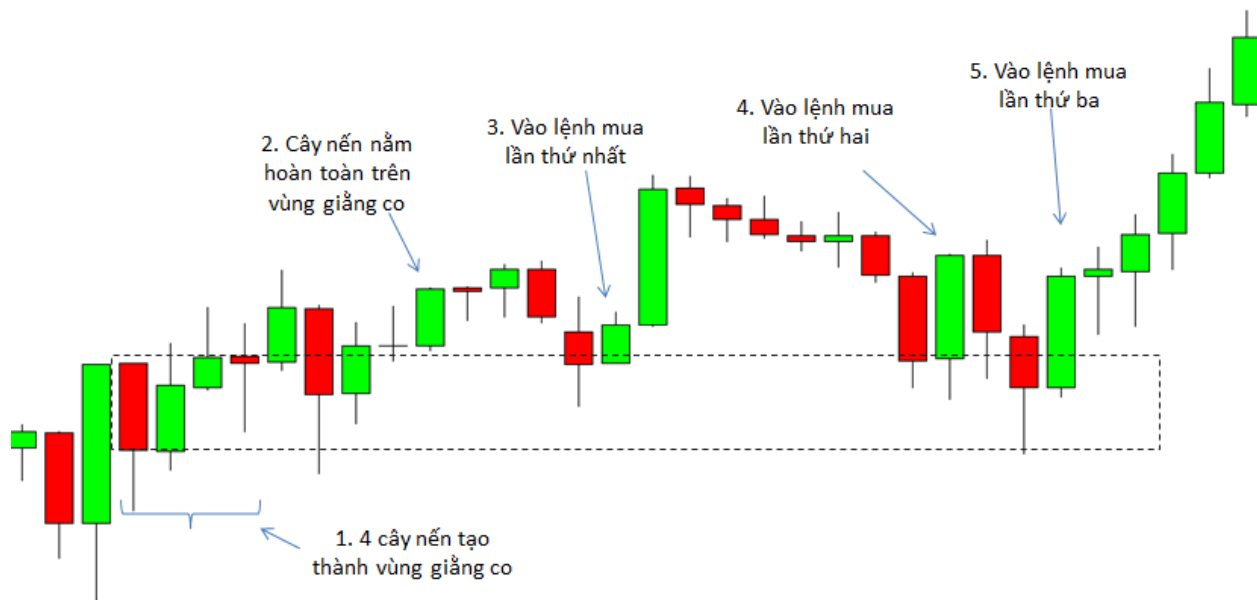 1. 4 cây nến tạo
thành vùng giằng co
2. Cây nến nằm
hoàn toàn trên
vùng giằng co
3. Vào lệnh mua
lần thứ nhất
4. Vào lệnh mua
lần thứ hai
5. Vào lệnh mua
lần thứ ba